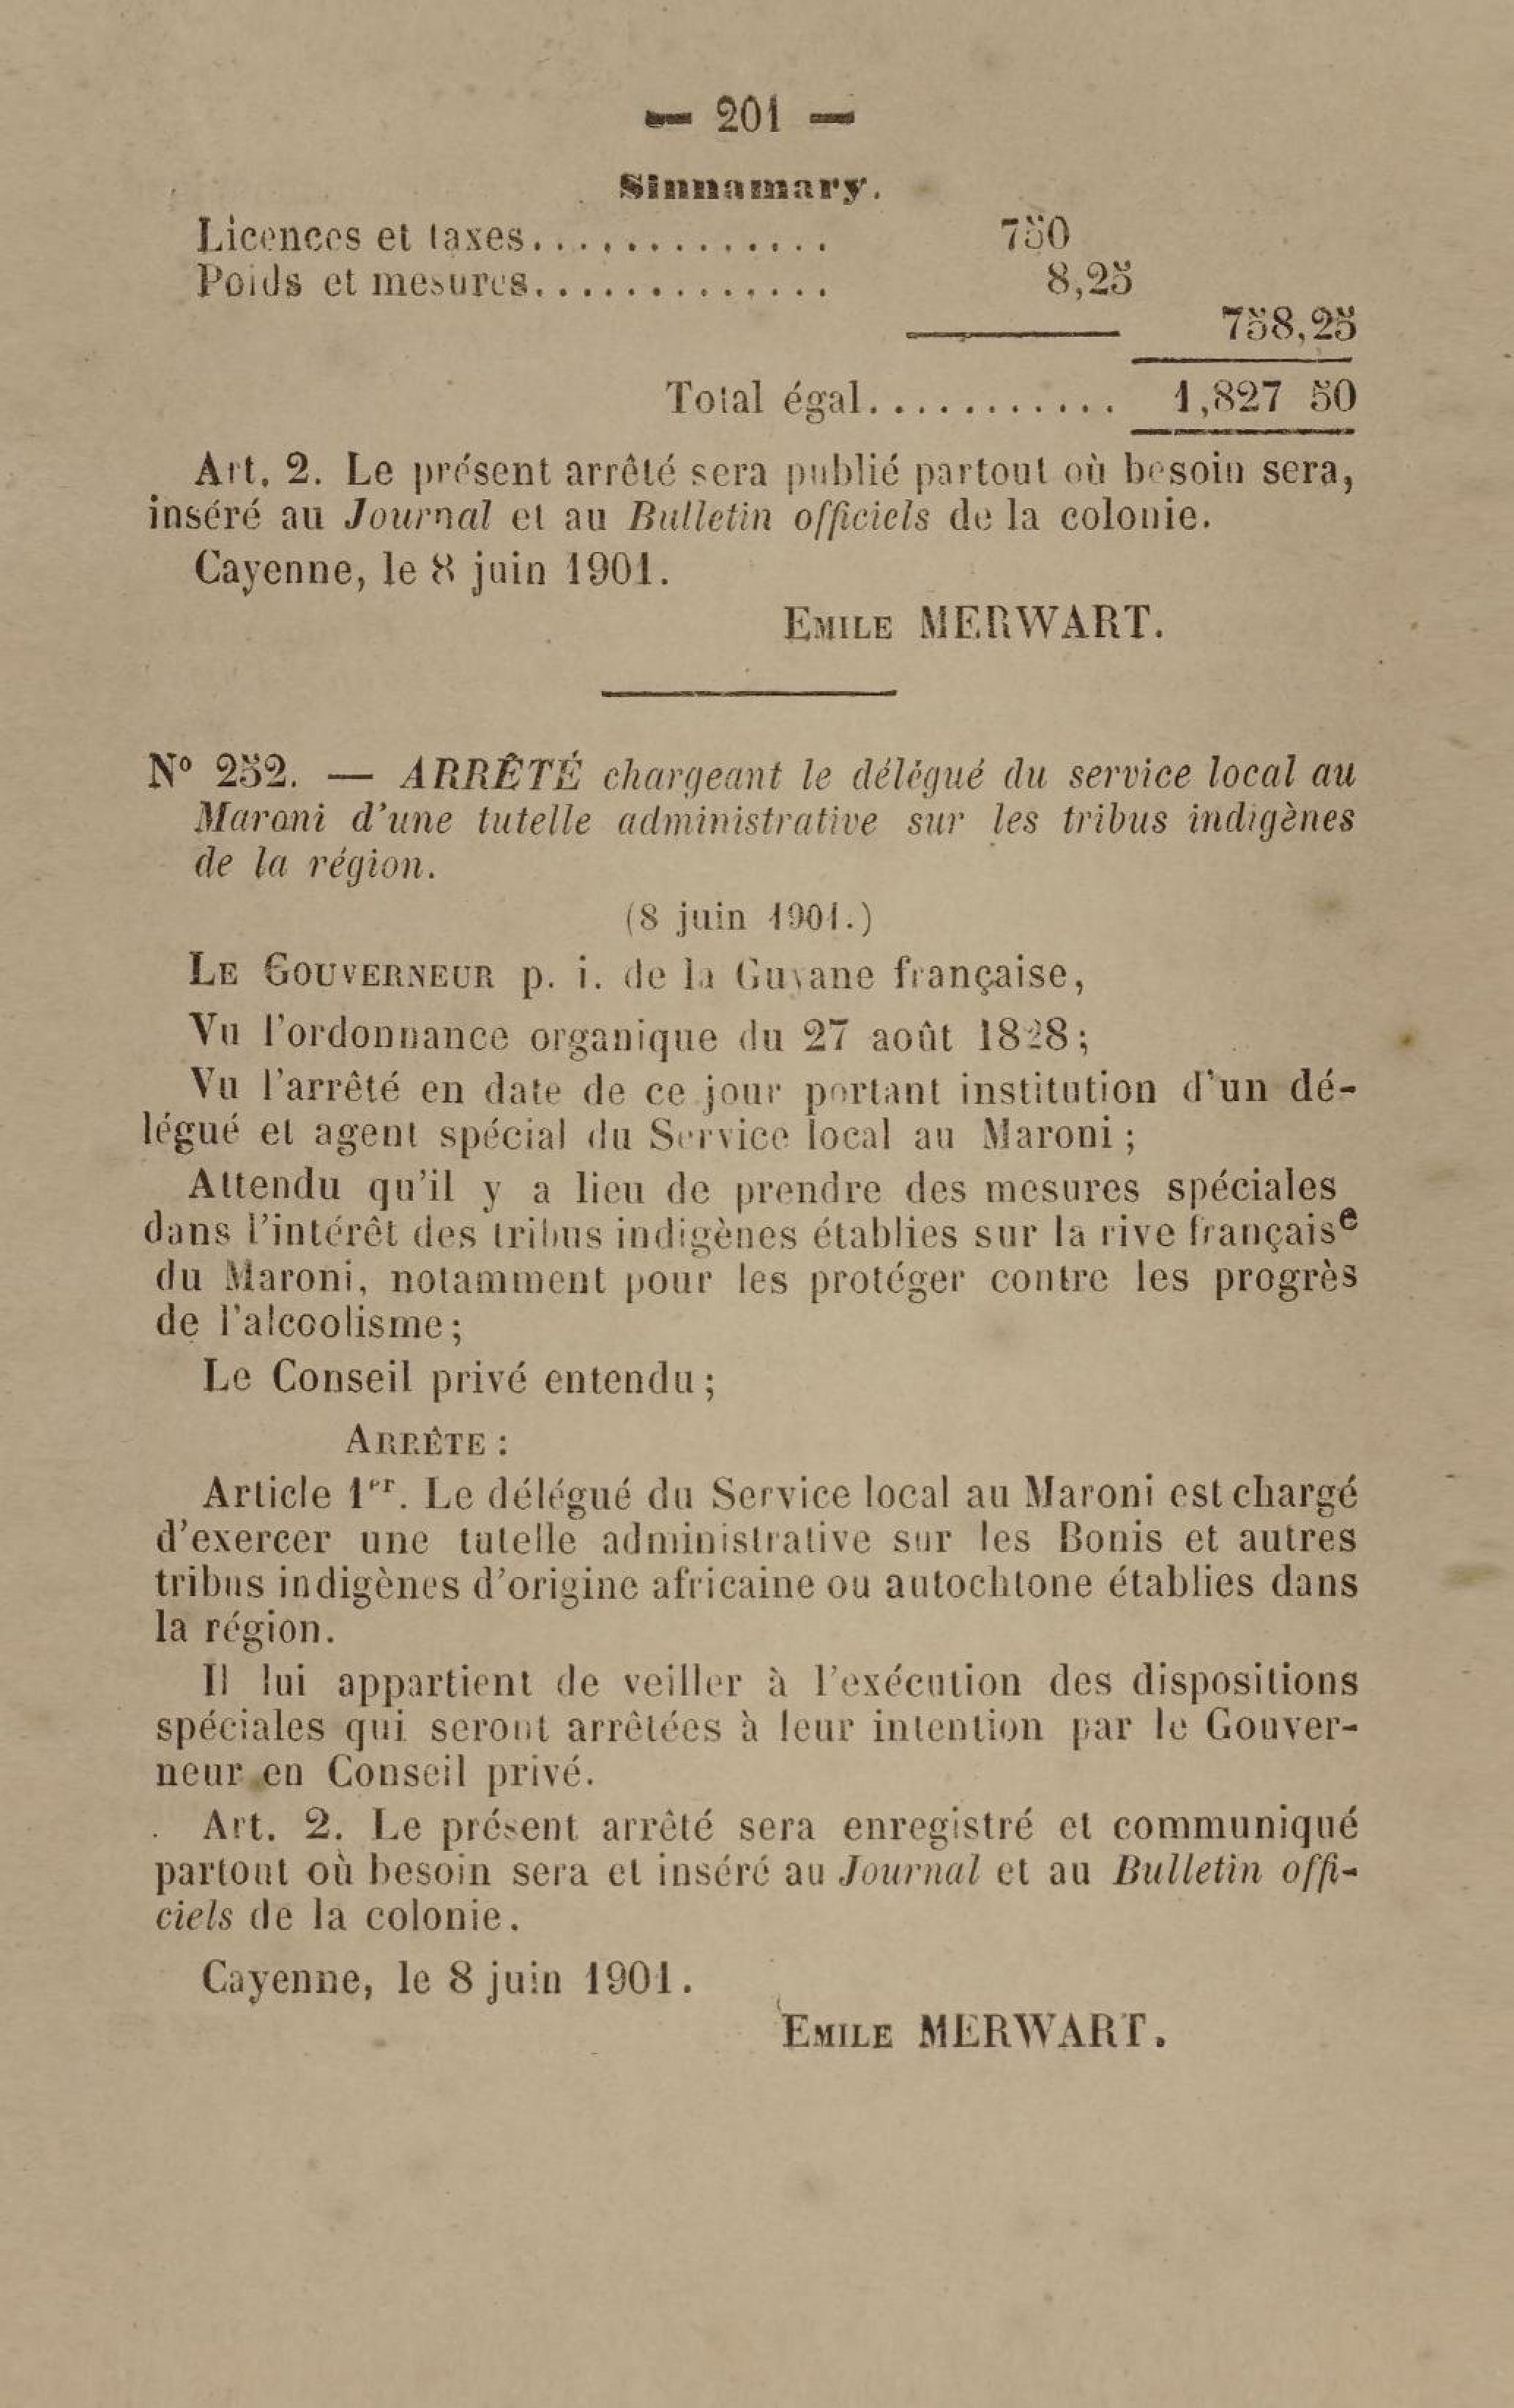 — 201 —
Sinnamary.
Licences et taxes............. 750
Poids et mesures............. 8,25
758,25
Total égal........... 1,827 50
Art. 2. Le présent arrêté sera publié partout où besoin sera,
inséré au Journal et au Bulletin officiels de la colonie.
Cayenne, le 8 juin 1901.
EMILE MERWART.
N° 252. — ARRÊTÉ chargeant le délégué du service local au
Maroni d'une tutelle administrative sur les tribus indigènes
de la région.
(8 juin 1901.)
LE GOUVERNEUR p. i. de la Guyane française,
Vu l'ordonnance organique du 27 août 1828;
Vu l'arrêté en date de ce jour portant institution d'un dé-
légué et agent spécial du Service local au Maroni;
Attendu qu'il y a lieu de prendre des mesures spéciales
dans l'intérêt des tribus indigènes établies sur la rive française
du Maroni, notamment pour les protéger contre les progrès
de l'alcoolisme;
Le Conseil privé entendu;
ARRÊTE :
Article 1er. Le délégué du Service local au Maroni est chargé
d'exercer une tutelle administrative sur les Bonis et autres
tribus indigènes d'origine africaine ou autochtone établies dans
la région.
Il lui appartient de veiller à l'exécution des dispositions
spéciales qui seront arrêtées à leur intention par le Gouver-
neur en Conseil privé.
Art. 2. Le présent arrêté sera enregistré et communiqué
partout où besoin sera et inséré au Journal et au Bulletin offi-
ciels de la colonie.
Cayenne, le 8 juin 1901.
EMILE MERWART.